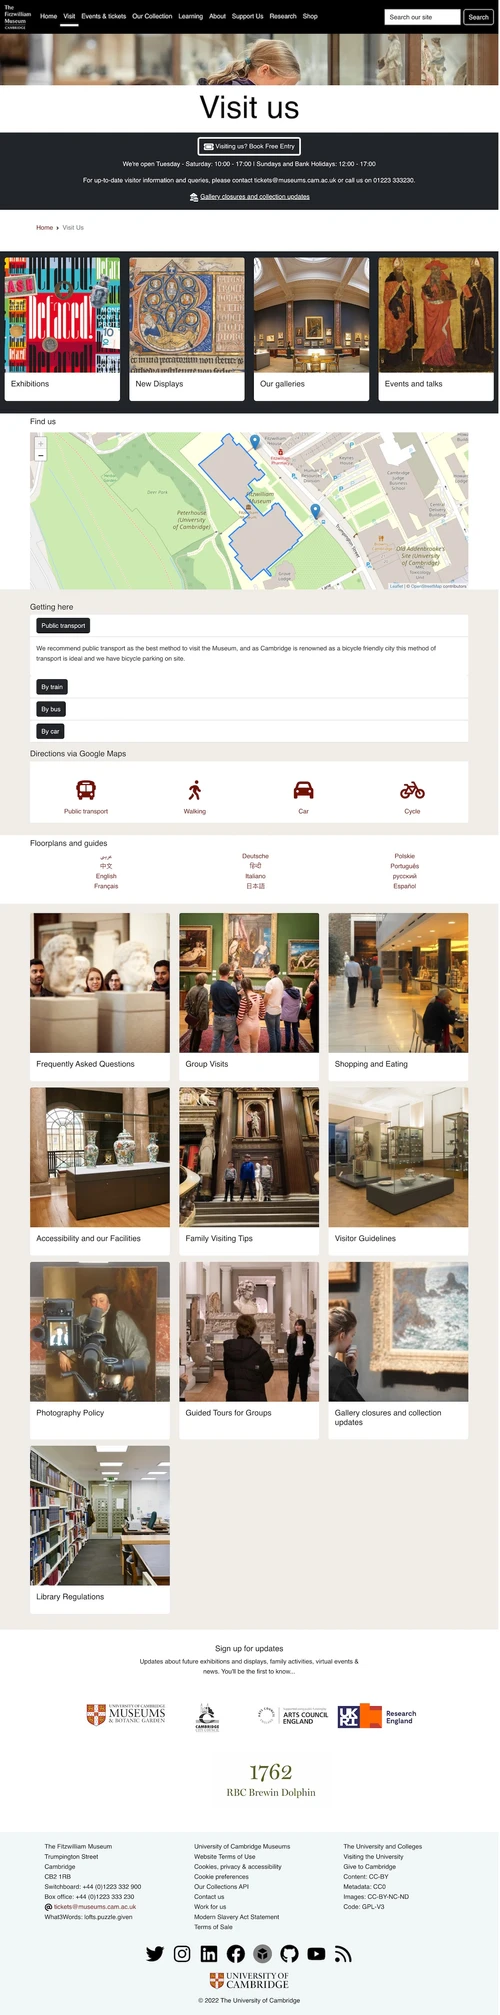 The
Fitzwilliam
Museum
CAMBRIDGE
Home Visit Events & tickets Our Collection Learning About Support Us Research Shop
Search our site Search
Visit us
Visiting us? Book Free Entry
We're open Tuesday - Saturday: 10:00 - 17:00 | Sundays and Bank Holidays: 12:00 - 17:00
For up-to-date visitor information and queries, please contact tickets@museums.cam.ac.uk or call us on 01223 333230.
Gallery closures and collection updates
Home › Visit Us
Defaced!
Exhibitions
New Displays
Our galleries
Events and talks
Find us
+
−
Peterhouse
(University
of Cambridge)
Fitzwilliam
Museum
Trumpington Street
Old Addenbrooke's
Site (University
of Cambridge)
Cambridge
Judge
Business
School
Leaflet | © OpenStreetMap contributors
Getting here
Public transport
We recommend public transport as the best method to visit the Museum, and as Cambridge is renowned as a bicycle friendly city this method of
transport is ideal and we have bicycle parking on site.
By train
By bus
By car
Directions via Google Maps
Public transport
Walking
Car
Cycle
Floorplans and guides
عربي
中文
English
Français
Deutsche
हिन्दी
Italiano
日本語
Polskie
Português
русский
Español
Frequently Asked Questions
Group Visits
Shopping and Eating
Accessibility and our Facilities
Family Visiting Tips
Visitor Guidelines
Photography Policy
Guided Tours for Groups
Gallery closures and collection
updates
Library Regulations
Sign up for updates
Updates about future exhibitions and displays, family activities, virtual events &
news. You'll be the first to know...
UNIVERSITY OF CAMBRIDGE
MUSEUMS
& BOTANIC GARDEN
CAMBRIDGE
CITY COUNCIL
ARTS COUNCIL
ENGLAND
UKRI
Research
England
1762
RBC Brewin Dolphin
The Fitzwilliam Museum
Trumpington Street
Cambridge
CB2 1RB
Switchboard: +44 (0)1223 332 900
Box office: +44 (0)1223 333 230
tickets@museums.cam.ac.uk
What3Words: lofts.puzzle.given
University of Cambridge Museums
Website Terms of Use
Cookies, privacy & accessibility
Cookie preferences
Our Collections API
Contact us
Work for us
Modern Slavery Act Statement
Terms of Sale
The University and Colleges
Visiting the University
Give to Cambridge
Content: CC-BY
Metadata: CC0
Images: CC-BY-NC-ND
Code: GPL-V3
UNIVERSITY OF
CAMBRIDGE
© 2022 The University of Cambridge